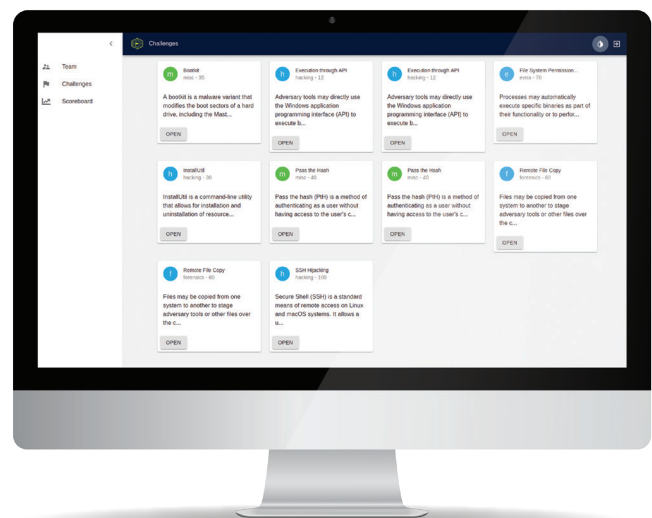 Challenges
Team
Challenges
Scoreboard
m
Bootkit
misc - 30
A bootkit is a malware variant that
modifies the boot sectors of a hard
drive, including the Mast...
OPEN
h
Execution through API
hacking - 12
Adversary tools may directly use
the Windows application
programming interface (API) to
execute b...
OPEN
h
Execution through API
hacking - 12
Adversary tools may directly use
the Windows application
programming interface (API) to
execute b...
OPEN
e
File System Permission...
- 70
Processes may automatically
execute specific binaries as part of
their functionality or to perfor...
OPEN
h
InstallUtil
hacking - 30
InstallUtil is a command-line utility
that allows for installation and
uninstallation of resource...
OPEN
m
Pass the Hash
misc - 40
Pass the hash (PtH) is a method of
authenticating as a user without
having access to the user's c...
OPEN
m
Pass the Hash
misc - 40
Pass the hash (PtH) is a method of
authenticating as a user without
having access to the user's c...
OPEN
f
Remote File Copy
forensics - 60
Files may be copied from one
system to another to stage
adversary tools or other files over
the c...
OPEN
f
Remote File Copy
forensics - 60
Files may be copied from one
system to another to stage
adversary tools or other files over
the c...
OPEN
h
SSH Hijacking
hacking - 100
Secure Shell (SSH) is a standard
means of remote access on Linux
and macOS systems. It allows a
u...
OPEN